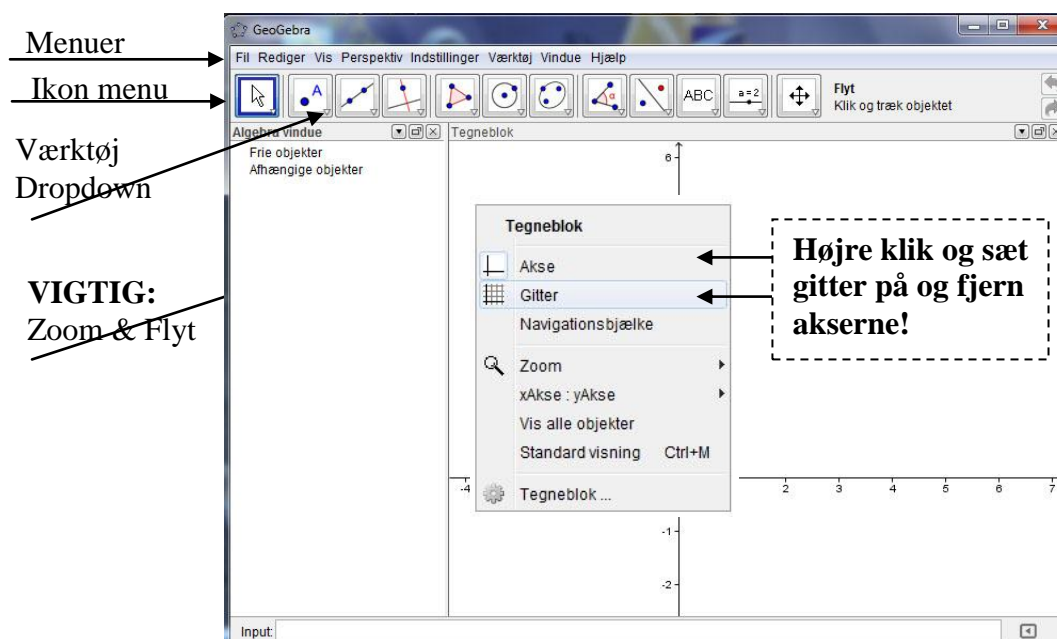 GeoGebra
Menuer
Fil Rediger Vis Perspektiv Indstillinger Værktøj Vindue Hjælp
Ikon menu
A
α
ABC
a=2
Flyt
Klik og træk objektet
Algebra vindue
Tegneblok
Værktøj
Dropdown
Frie objekter
Afhængige objekter
6
Tegneblok
Akse
Gitter
Navigationsbjælke
Zoom
xAkse : yAkse
Vis alle objekter
Standard visning Ctrl+M
Tegneblok ...
Højre klik og sæt
gitter på og fjern
akserne!
VIGTIG:
Zoom & Flyt
-4 2 3 4 5 6 7
-1
-2
Input: